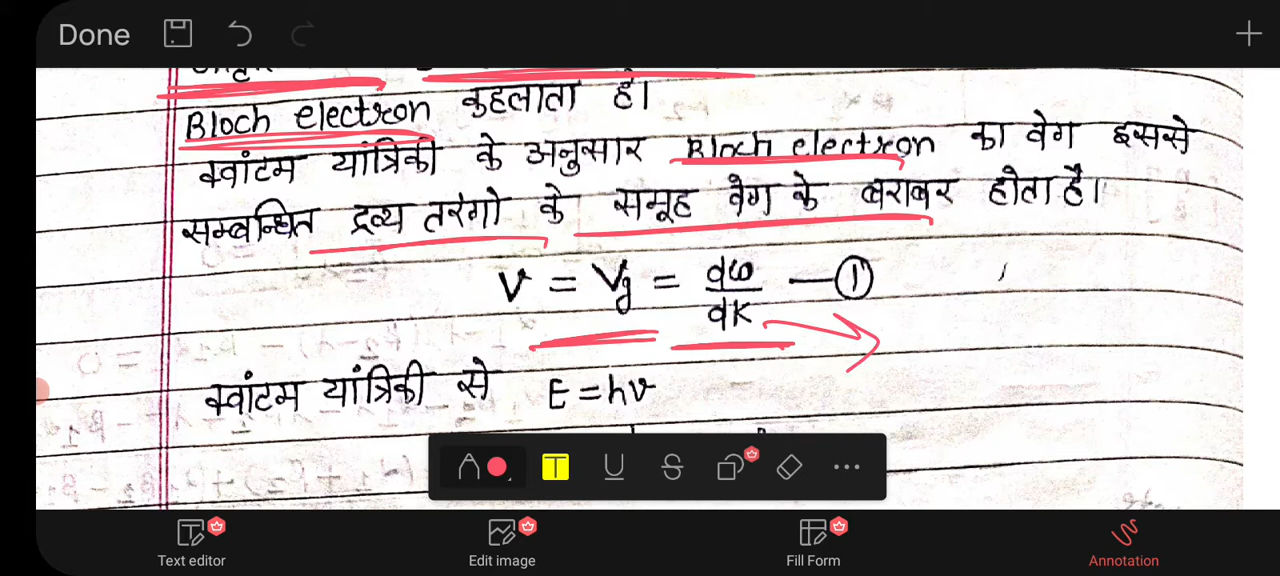 Done
Bloch electron कहलाता है।
क्वांटम यांत्रिकी के अनुसार Bloch electron का वेग इससे
सम्बन्धित द्रव्य तरंगो के समूह वेग के बराबर होता है।
V = Vg = dω/dK —①
क्वांटम यांत्रिकी से E = hν
Text editor
Edit image
Fill Form
Annotation